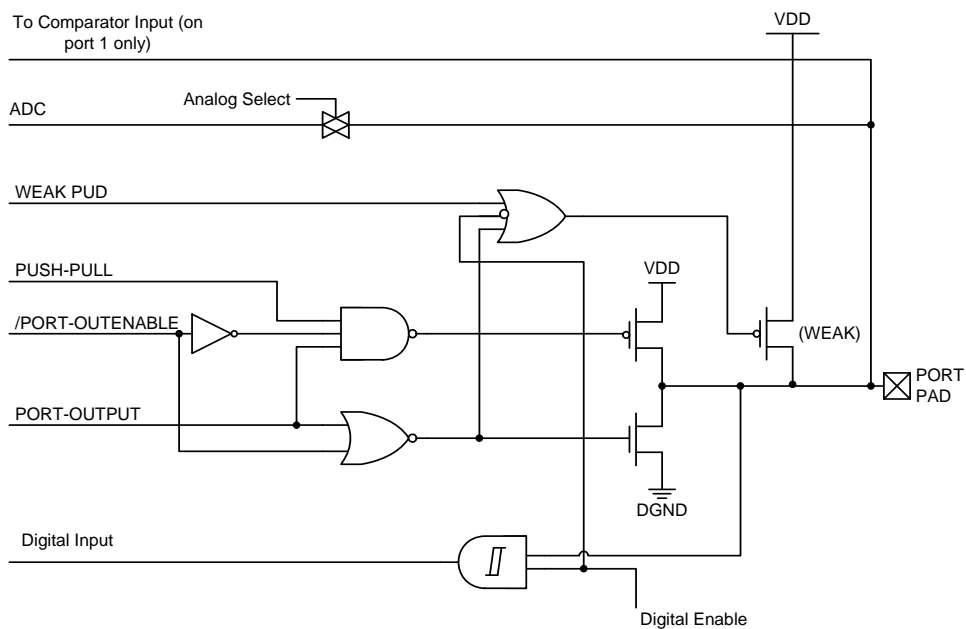 To Comparator Input (on
port 1 only)
VDD
Analog Select
ADC
WEAK PUD
PUSH-PULL
VDD
/PORT-OUTENABLE
(WEAK)
PORT
PAD
PORT-OUTPUT
DGND
Digital Input
Digital Enable